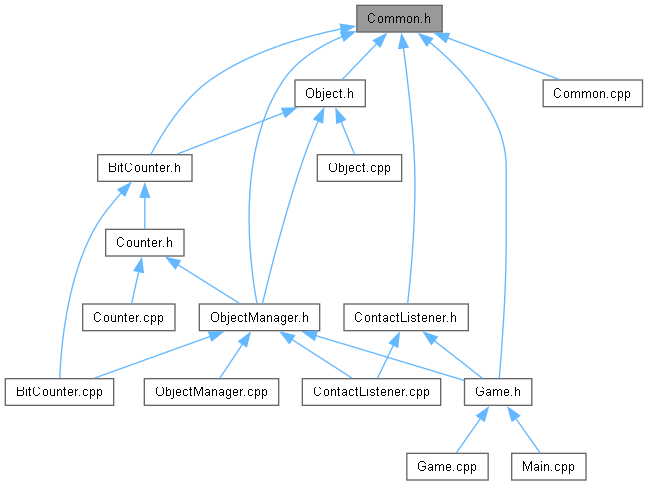 Common.h
Object.h
Common.cpp
BitCounter.h
Object.cpp
Counter.h
Counter.cpp
ObjectManager.h
ContactListener.h
BitCounter.cpp
ObjectManager.cpp
ContactListener.cpp
Game.h
Game.cpp
Main.cpp